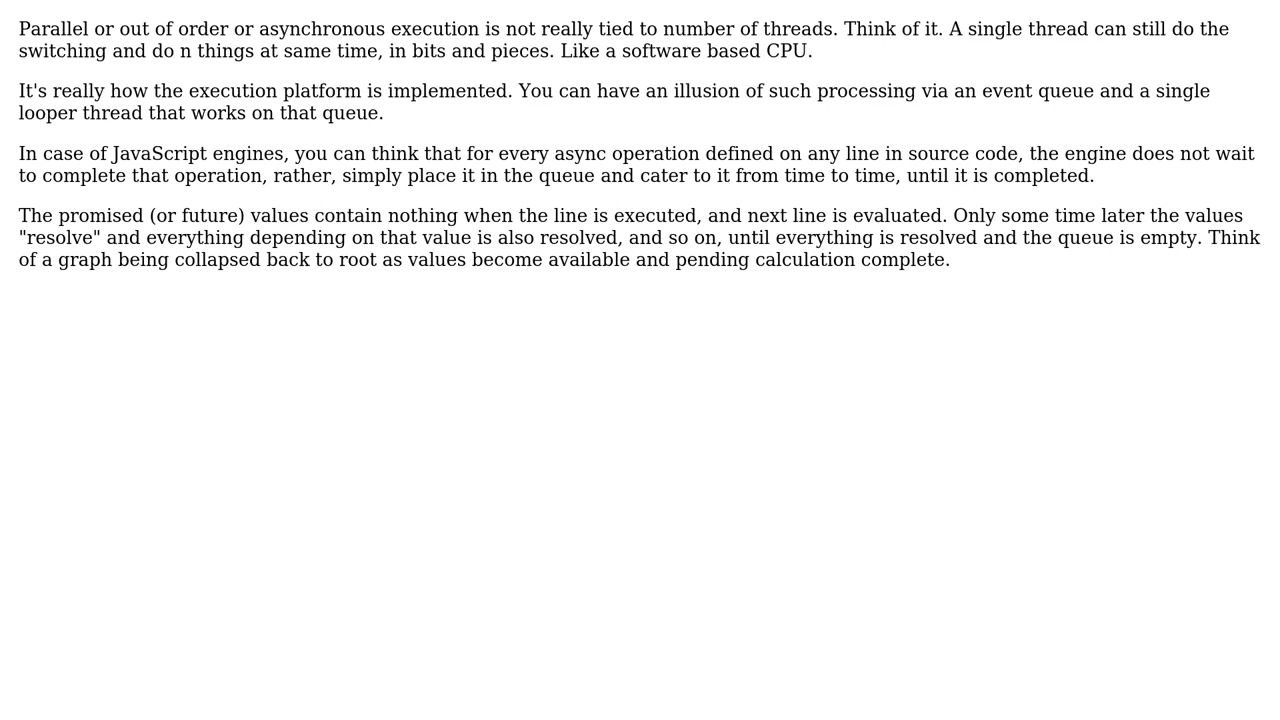 Parallel or out of order or asynchronous execution is not really tied to number of threads. Think of it. A single thread can still do the
switching and do n things at same time, in bits and pieces. Like a software based CPU.
It's really how the execution platform is implemented. You can have an illusion of such processing via an event queue and a single
looper thread that works on that queue.
In case of JavaScript engines, you can think that for every async operation defined on any line in source code, the engine does not wait
to complete that operation, rather, simply place it in the queue and cater to it from time to time, until it is completed.
The promised (or future) values contain nothing when the line is executed, and next line is evaluated. Only some time later the values
"resolve" and everything depending on that value is also resolved, and so on, until everything is resolved and the queue is empty. Think
of a graph being collapsed back to root as values become available and pending calculation complete.